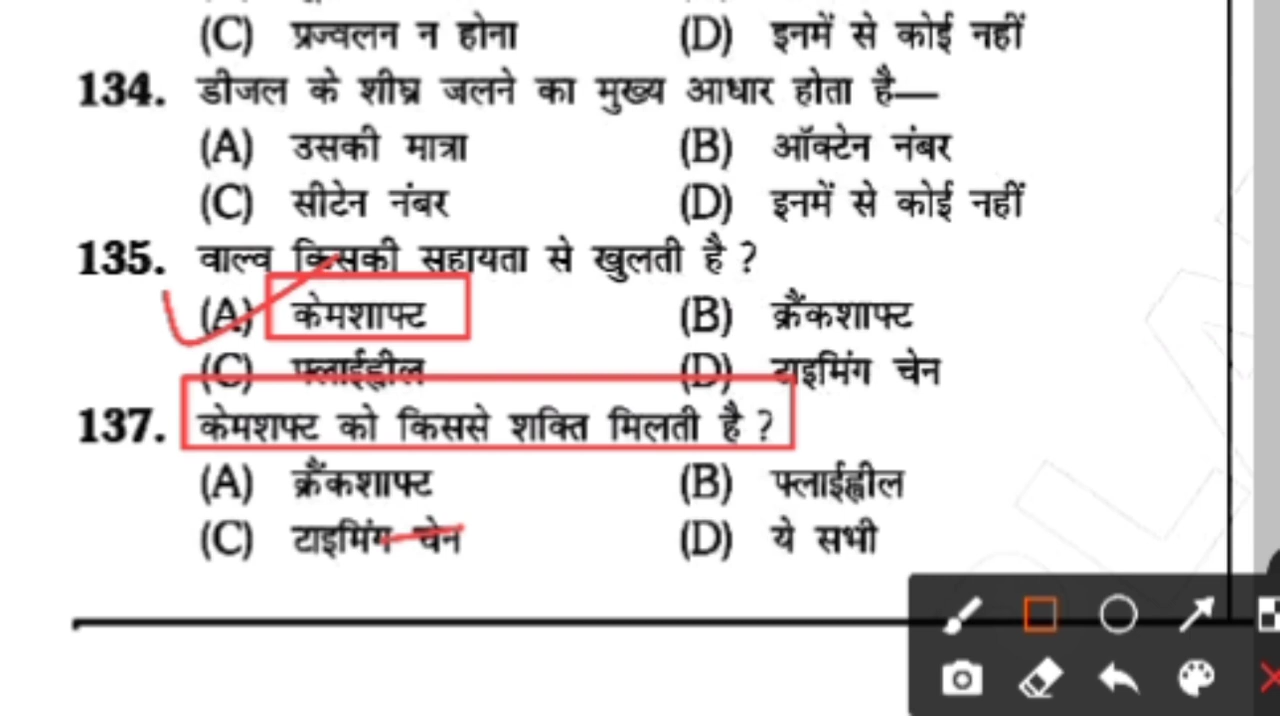 (C) प्रज्वलन न होना (D) इनमें से कोई नहीं
134. डीजल के शीघ्र जलने का मुख्य आधार होता है—
(A) उसकी मात्रा (B) ऑक्टेन नंबर
(C) सीटेन नंबर (D) इनमें से कोई नहीं
135. वाल्व किसकी सहायता से खुलती है ?
(A) केमशाफ्ट (B) क्रैंकशाफ्ट
(C) फ्लाईह्वील (D) टाइमिंग चेन
137. केमशफ्ट को किससे शक्ति मिलती है ?
(A) क्रैंकशाफ्ट (B) फ्लाईह्वील
(C) टाइमिंग चेन (D) ये सभी